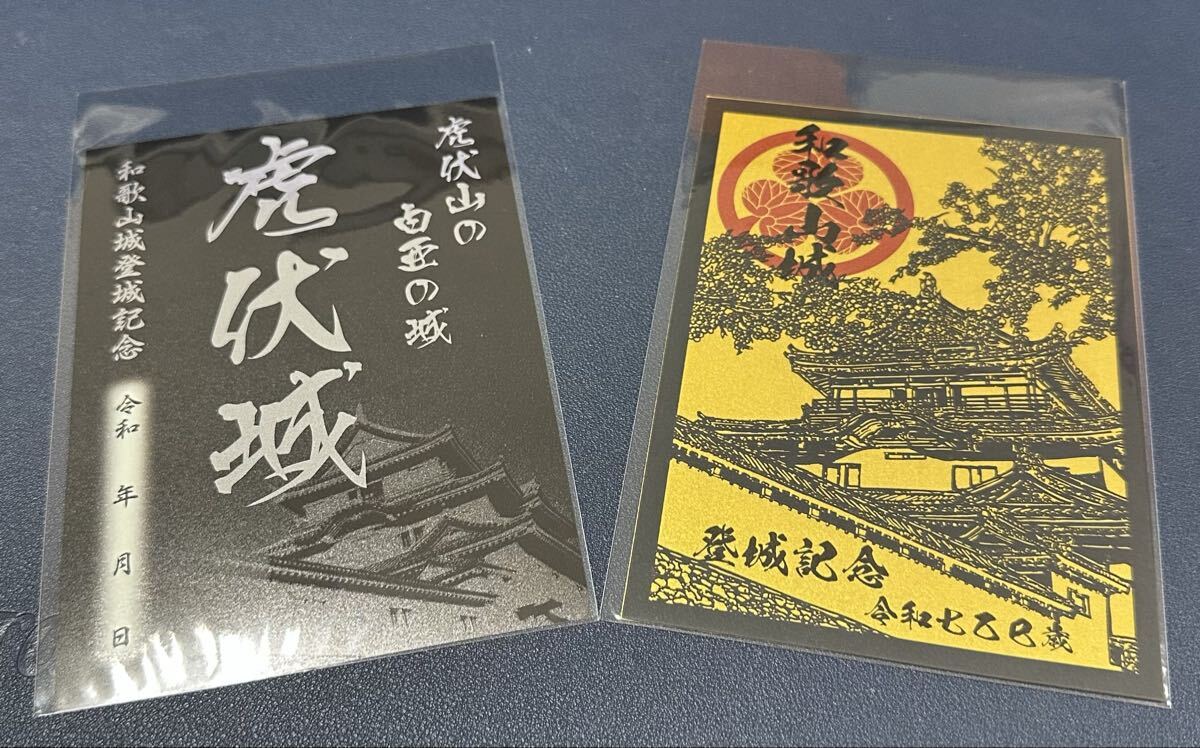 虎伏山の
白亜の城
虎伏城
和歌山城登城記念
令和 年 月 日
和歌山城
登城記念
令和七乙巳歳